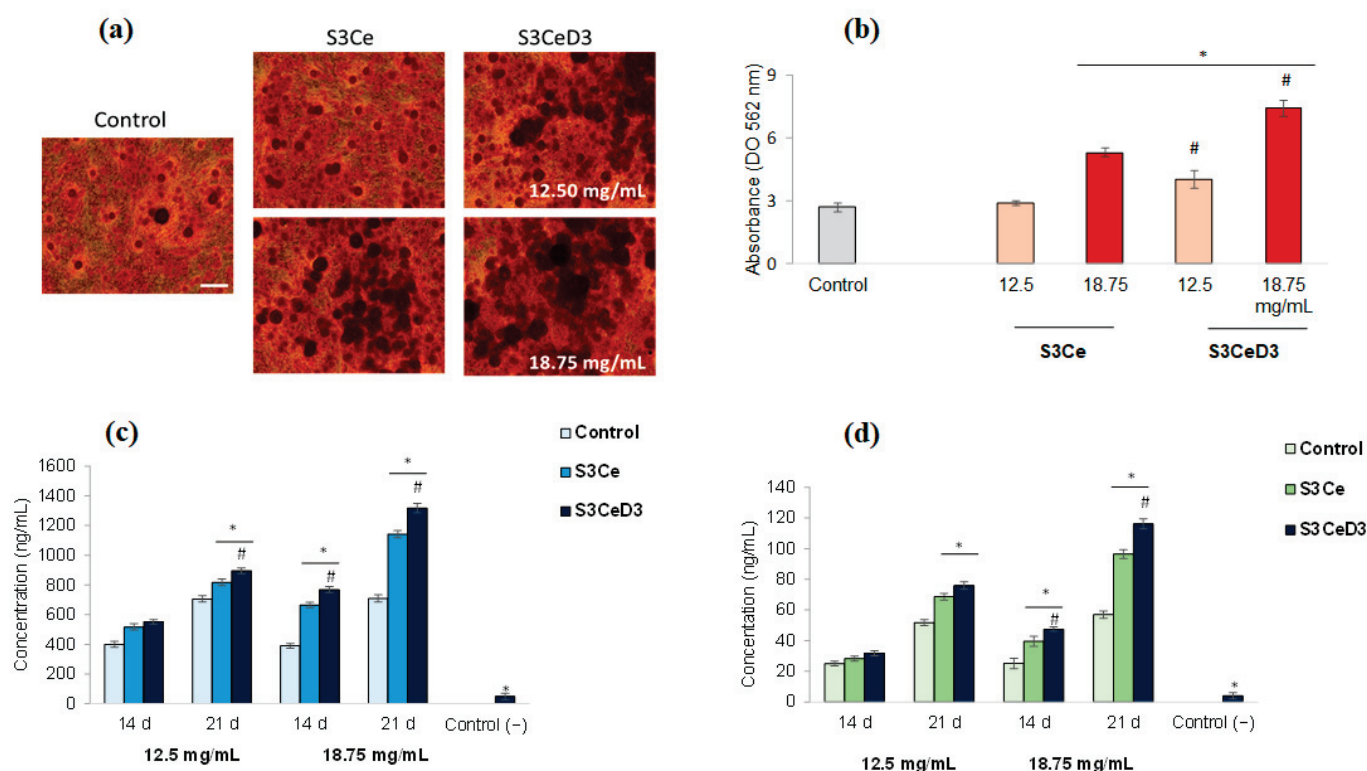 (a)
S3Ce
S3CeD3
Control
12.50 mg/mL
18.75 mg/mL
(b)
Absorbance (DO 562 nm)
9
6
3
0
*
#
#
Control
12.5
18.75
12.5
18.75
mg/mL
S3Ce
S3CeD3
(c)
Control
S3Ce
S3CeD3
Concentration (ng/mL)
1600
1400
1200
1000
800
600
400
200
0
*
#
*
#
*
#
*
14 d
21 d
14 d
21 d
Control (−)
12.5 mg/mL
18.75 mg/mL
(d)
Control
S3Ce
S3CeD3
Concentation (ng/mL)
140
120
100
80
60
40
20
0
*
*
#
*
#
*
14 d
21 d
14 d
21 d
Control (−)
12.5 mg/mL
18.75 mg/mL